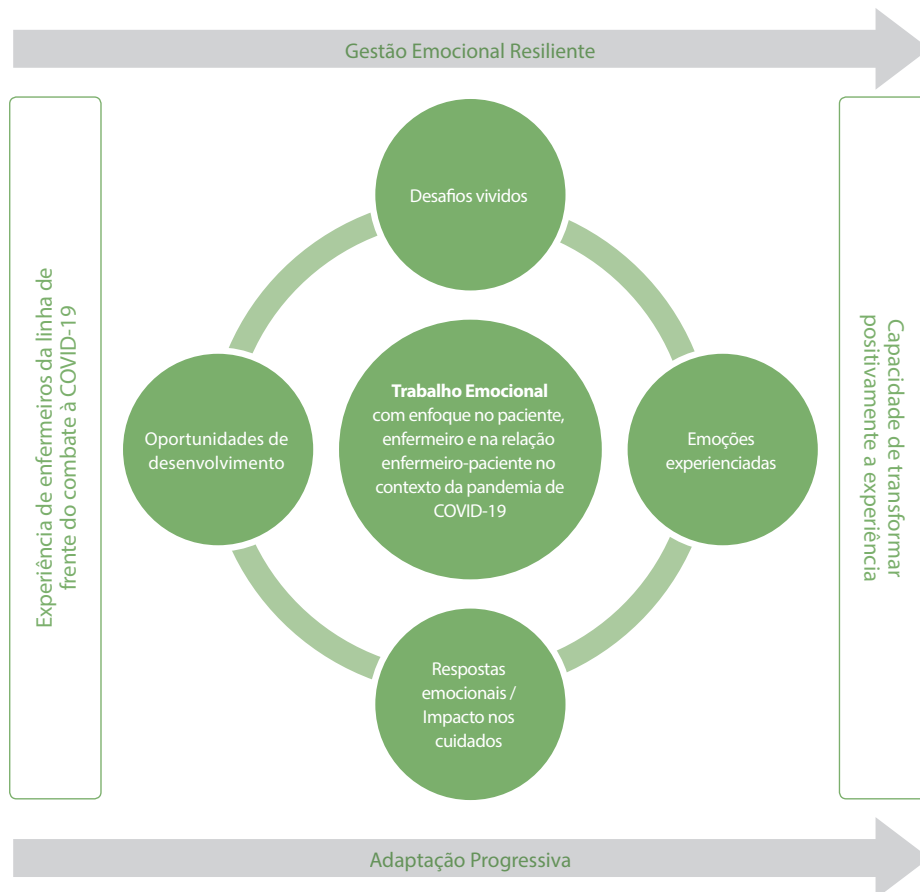 Gestão Emocional Resiliente
Experiência de enfermeiros da linha de
frente do combate à COVID-19
Desafios vividos
Oportunidades de
desenvolvimento
Trabalho Emocional
com enfoque no paciente,
enfermeiro e na relação
enfermeiro-paciente no
contexto da pandemia de
COVID-19
Emoções
experienciadas
Respostas
emocionais /
Impacto nos
cuidados
Capacidade de transformar
positivamente a experiência
Adaptação Progressiva